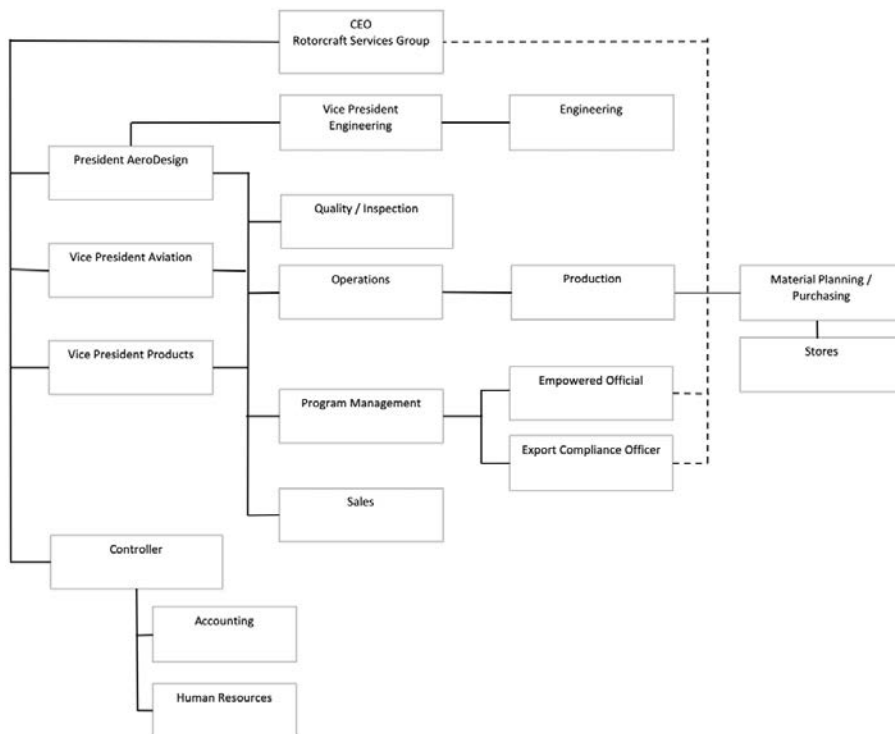 CEO
Rotorcraft Services Group
Vice President
Engineering
Engineering
President AeroDesign
Quality / Inspection
Vice President Aviation
Operations
Production
Material Planning /
Purchasing
Vice President Products
Stores
Empowered Official
Program Management
Export Compliance Officer
Sales
Controller
Accounting
Human Resources